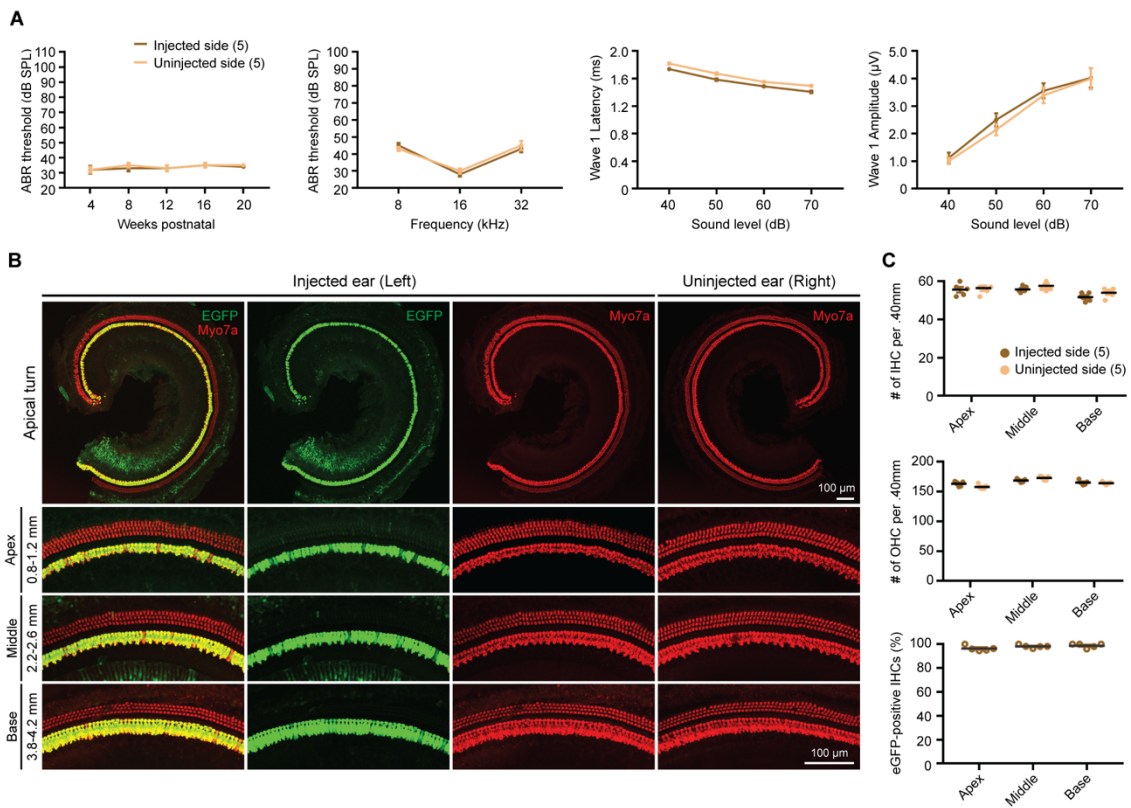 A
Injected side (5)
Uninjected side (5)
ABR threshold (dB SPL)
110
100
90
80
70
60
50
40
30
20
4
8
12
16
20
Weeks postnatal
ABR threshold (dB SPL)
100
90
80
70
60
50
40
30
20
8
16
32
Frequency (kHz)
Wave 1 Latency (ms)
2.0
1.6
1.2
0.8
0.4
0
40
50
60
70
Sound level (dB)
Wave 1 Amplitude (µV)
5.0
4.0
3.0
2.0
1.0
0
40
50
60
70
Sound level (dB)
B
Injected ear (Left)
Uninjected ear (Right)
EGFP
Myo7a
EGFP
Myo7a
Myo7a
Apical turn
100 µm
Apex
0.8-1.2 mm
Middle
2.2-2.6 mm
Base
3.8-4.2 mm
100 µm
C
# of IHC per .40mm
60
40
20
60
Injected side (5)
Uninjected side (5)
Apex
Middle
Base
# of OHC per .40mm
200
150
100
50
0
Apex
Middle
Base
eGFP-positive IHCs (%)
100
80
60
40
20
0
Apex
Middle
Base